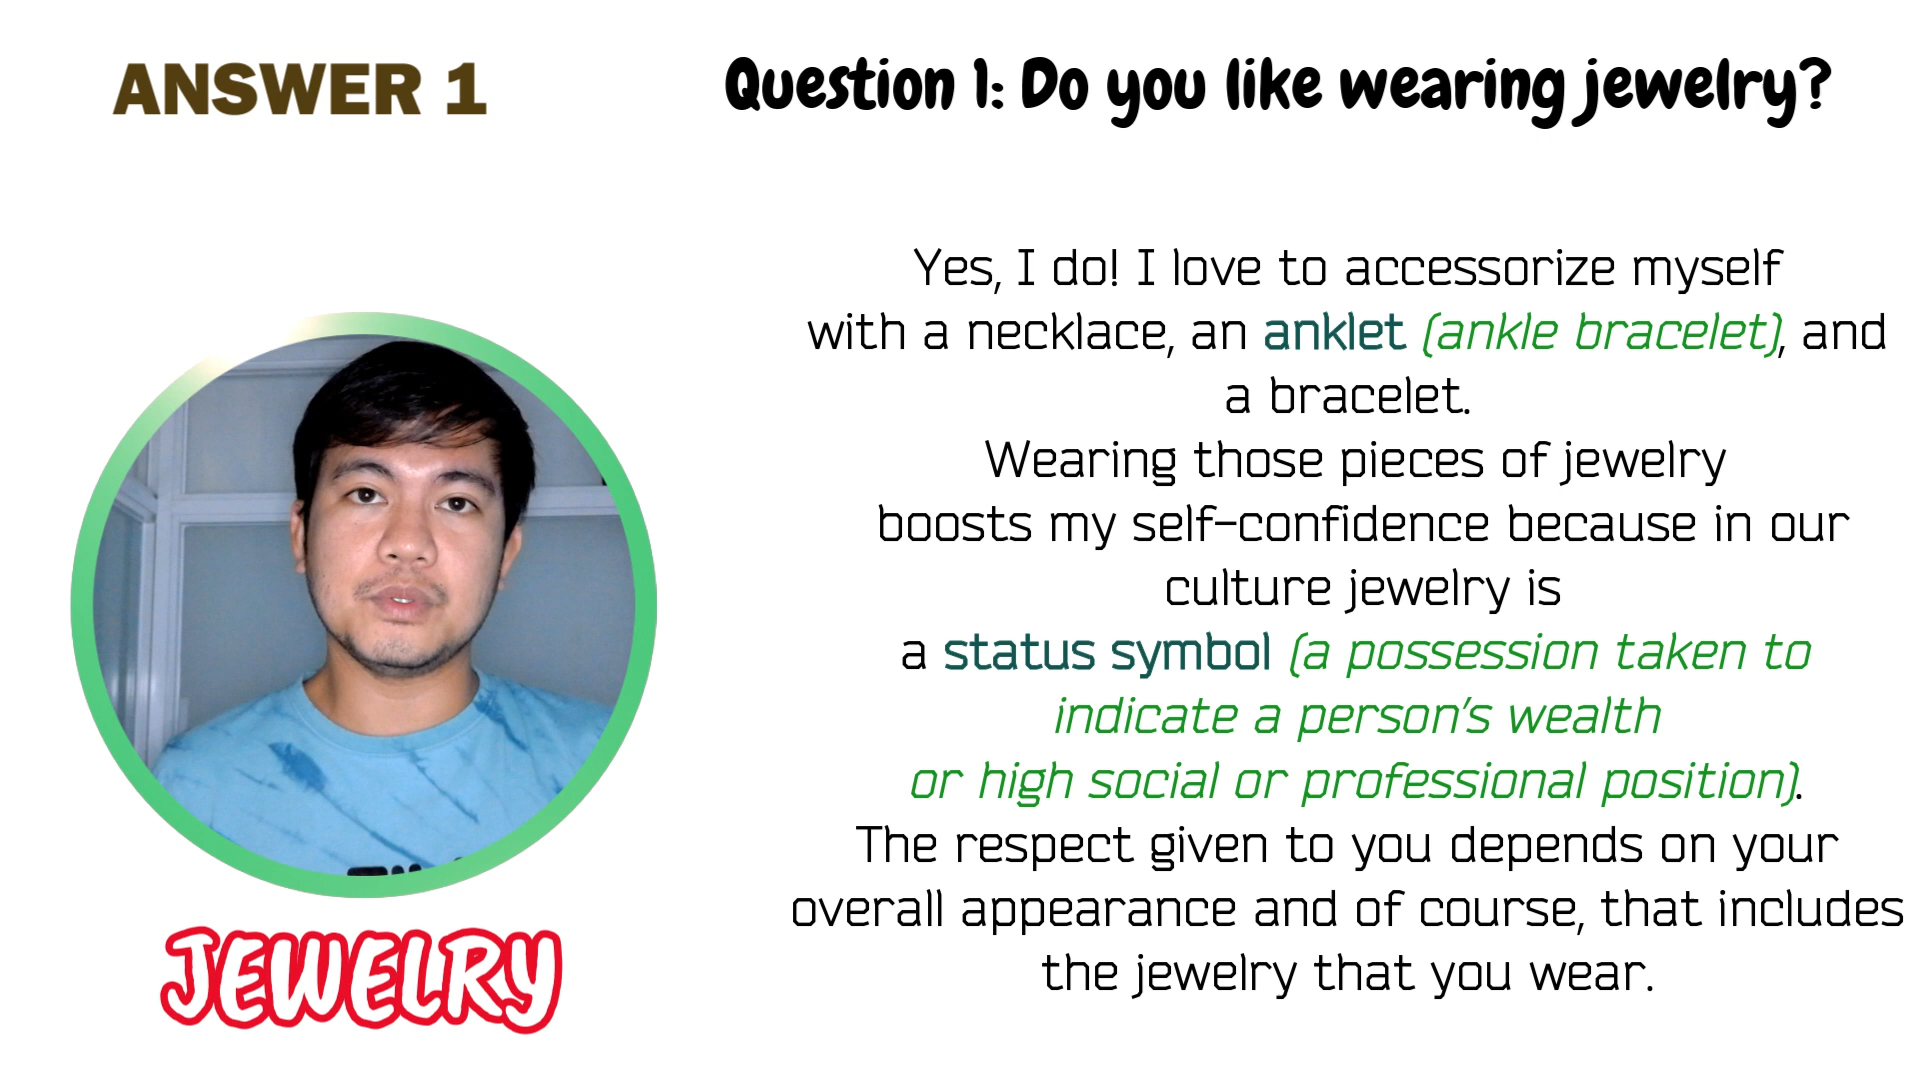 ANSWER 1
Question 1: Do you like wearing jewelry?
Yes, I do! I love to accessorize myself
with a necklace, an anklet (ankle bracelet), and
a bracelet.
Wearing those pieces of jewelry
boosts my self-confidence because in our
culture jewelry is
a status symbol (a possession taken to
indicate a person's wealth
or high social or professional position).
The respect given to you depends on your
overall appearance and of course, that includes
the jewelry that you wear.
JEWELRY